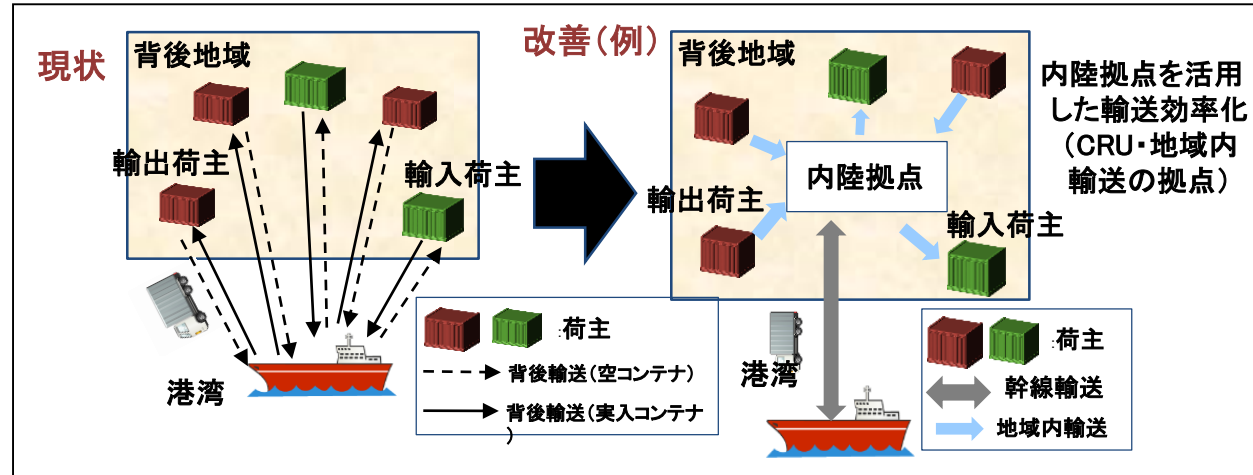 現状
背後地域
輸出荷主
輸入荷主
港湾
:荷主
背後輸送(空コンテナ)
背後輸送(実入コンテナ
)
改善(例)
背後地域
内陸拠点
輸出荷主
輸入荷主
港湾
:荷主
幹線輸送
地域内輸送
内陸拠点を活用
した輸送効率化
(CRU・地域内
輸送の拠点)